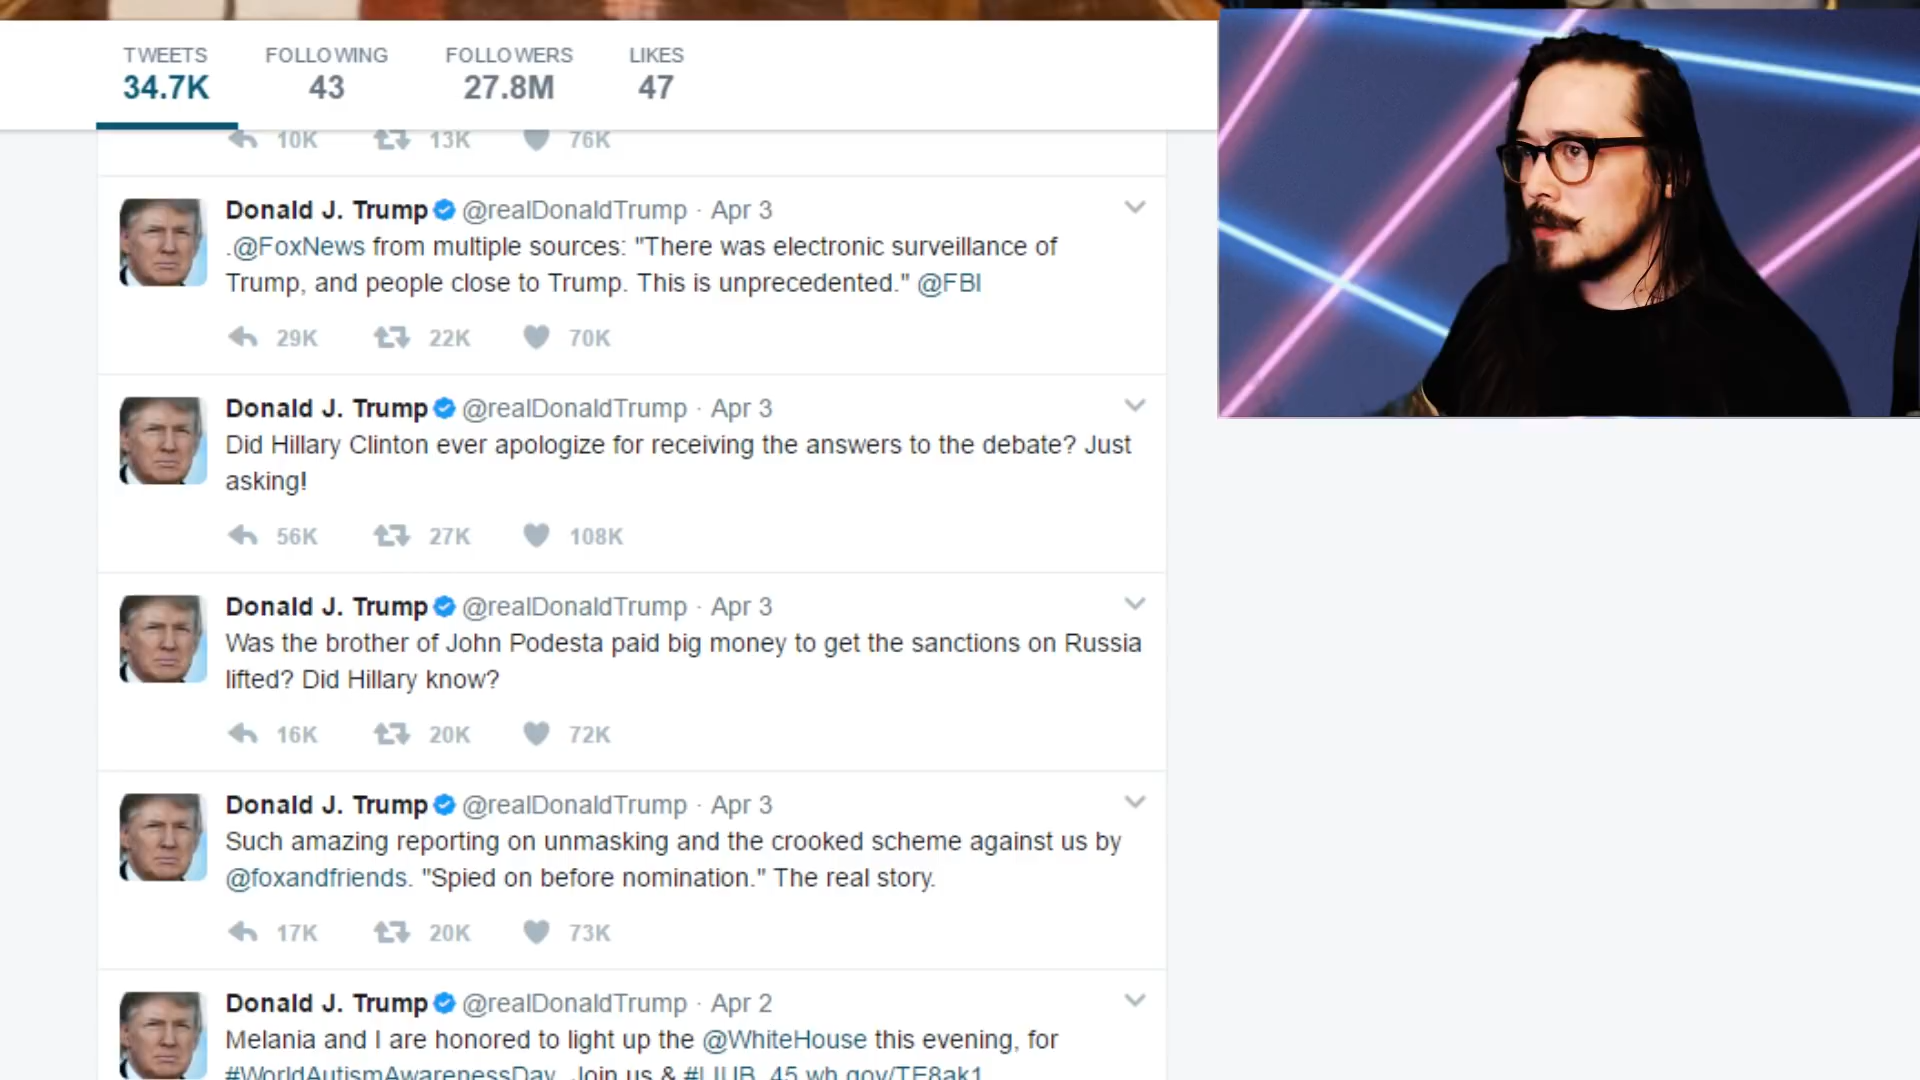 TWEETS FOLLOWING FOLLOWERS LIKES
34.7K 43 27.8M 47
10K 13K 76K
Donald J. Trump @realDonaldTrump · Apr 3
.@FoxNews from multiple sources: "There was electronic surveillance of
Trump, and people close to Trump. This is unprecedented." @FBI
29K 22K 70K
Donald J. Trump @realDonaldTrump · Apr 3
Did Hillary Clinton ever apologize for receiving the answers to the debate? Just
asking!
56K 27K 108K
Donald J. Trump @realDonaldTrump · Apr 3
Was the brother of John Podesta paid big money to get the sanctions on Russia
lifted? Did Hillary know?
16K 20K 72K
Donald J. Trump @realDonaldTrump · Apr 3
Such amazing reporting on unmasking and the crooked scheme against us by
@foxandfriends. "Spied on before nomination." The real story.
17K 20K 73K
Donald J. Trump @realDonaldTrump · Apr 2
Melania and I are honored to light up the @WhiteHouse this evening, for
#WorldAutismAwarenessDay. Join us &